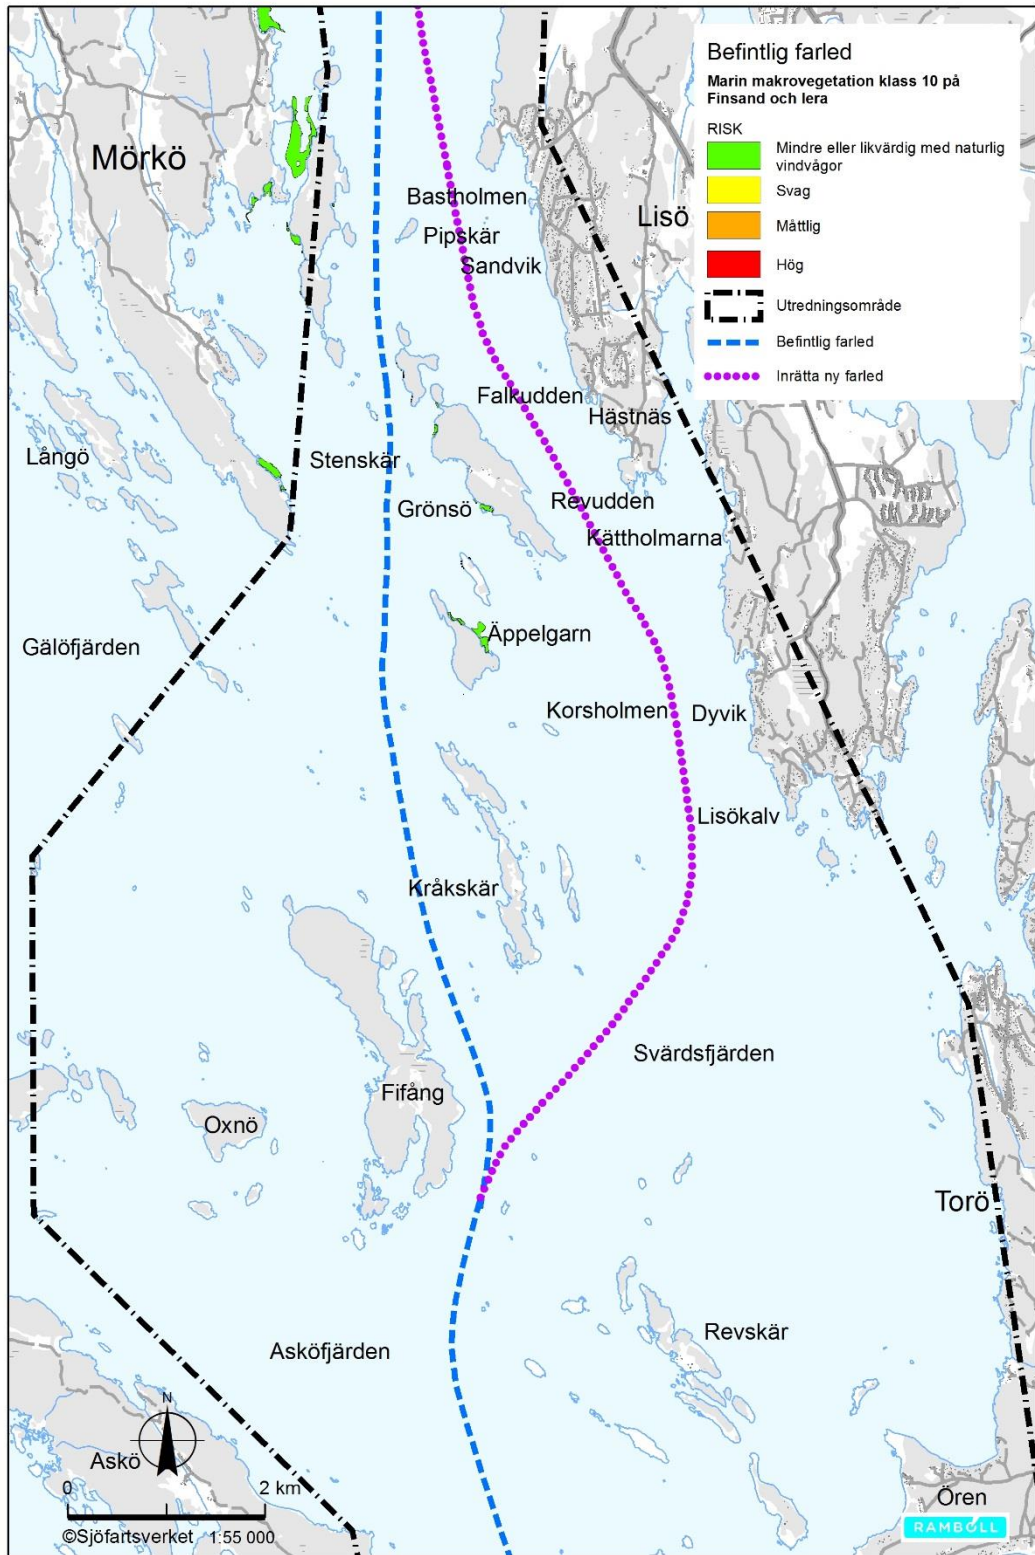 Befintlig farled
Marin makrovegetation klass 10 på
Finsand och lera
RISK
Mindre eller likvärdig med naturlig
vindvågor
Svag
Måttlig
Hög
Utredningsområde
Befintlig farled
Inrätta ny farled
Mörkö
Lisö
Bastholmen
Pipskär
Sandvik
Falkudden
Hästnäs
Långö
Stenskär
Grönsö
Revudden
Kättholmarna
Gälöfjärden
Äppelgarn
Korsholmen
Dyvik
Lisökalv
Kråkskär
Svärdsfjärden
Fifång
Oxnö
Torö
Revskär
Asköfjärden
N
Askö
0 2 km
©Sjöfartsverket 1:55 000
Ören
RAMBOLL